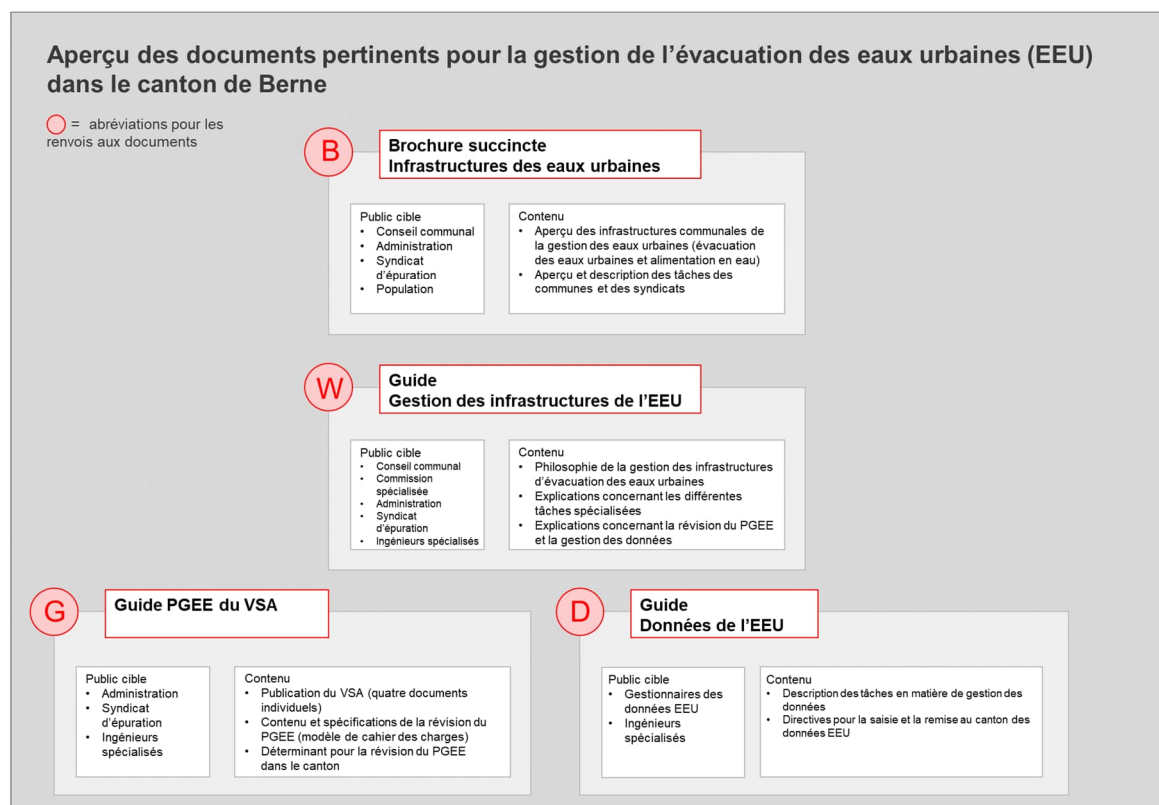 Aperçu des documents pertinents pour la gestion de l’évacuation des eaux urbaines (EEU)
dans le canton de Berne
= abréviations pour les
renvois aux documents
B
Brochure succincte
Infrastructures des eaux urbaines
Public cible
• Conseil communal
• Administration
• Syndicat
d’épuration
• Population
Contenu
• Aperçu des infrastructures communales de
la gestion des eaux urbaines (évacuation
des eaux urbaines et alimentation en eau)
• Aperçu et description des tâches des
communes et des syndicats
W
Guide
Gestion des infrastructures de l’EEU
Public cible
• Conseil communal
• Commission
spécialisée
• Administration
• Syndicat
d’épuration
• Ingénieurs spécialisés
Contenu
• Philosophie de la gestion des infrastructures
d’évacuation des eaux urbaines
• Explications concernant les différentes
tâches spécialisées
• Explications concernant la révision du PGEE
et la gestion des données
G
Guide PGEE du VSA
Public cible
• Administration
• Syndicat
d’épuration
• Ingénieurs
spécialisés
Contenu
• Publication du VSA (quatre documents
individuels)
• Contenu et spécifications de la révision du
PGEE (modèle de cahier des charges)
• Déterminant pour la révision du PGEE
dans le canton
D
Guide
Données de l’EEU
Public cible
• Gestionnaires des
données EEU
• Ingénieurs
spécialisés
Contenu
• Description des tâches en matière de gestion des
données
• Directives pour la saisie et la remise au canton des
données EEU